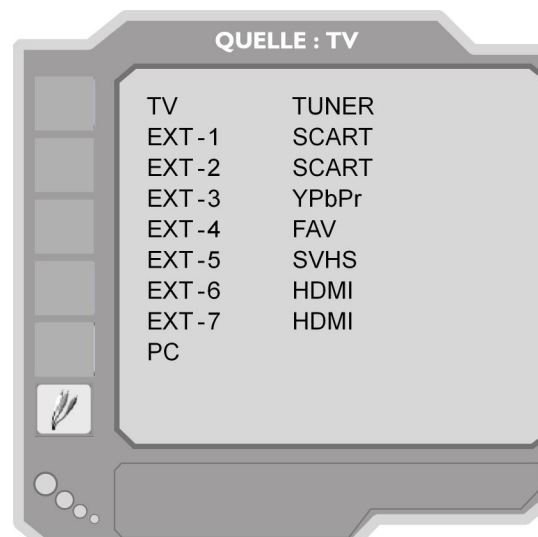 QUELLE : TV
TV TUNER
EXT-1 SCART
EXT-2 SCART
EXT-3 YPbPr
EXT-4 FAV
EXT-5 SVHS
EXT-6 HDMI
EXT-7 HDMI
PC